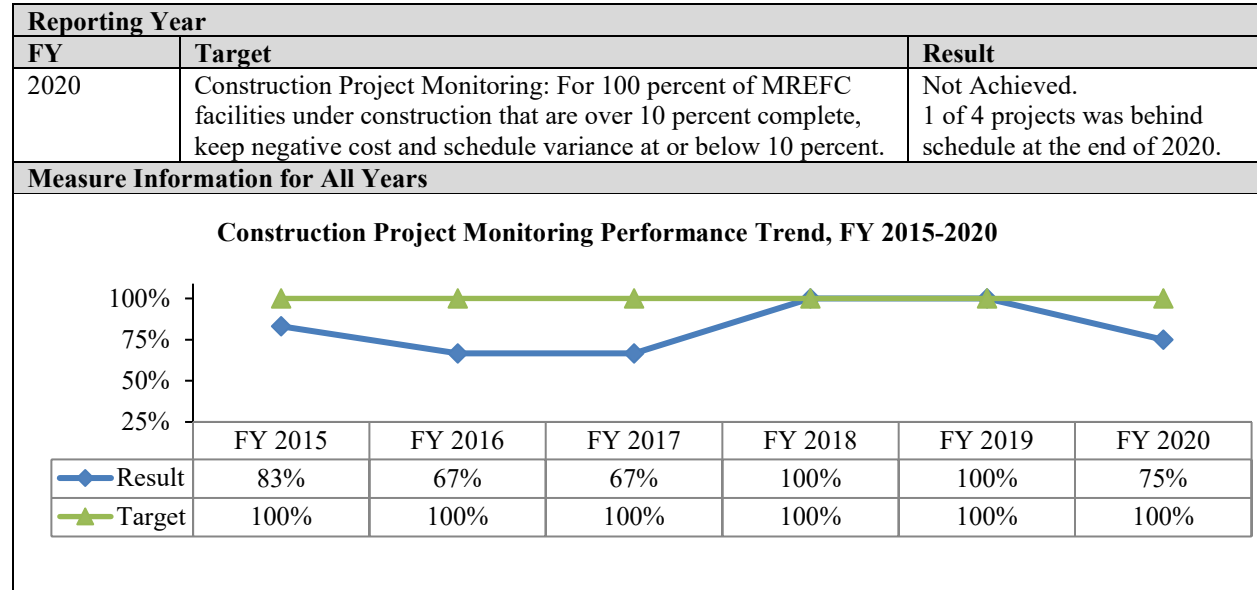 Reporting Year
FY Target Result
2020 Construction Project Monitoring: For 100 percent of MREFC Not Achieved.
facilities under construction that are over 10 percent complete, 1 of 4 projects was behind
keep negative cost and schedule variance at or below 10 percent. schedule at the end of 2020.
Measure Information for All Years
Construction Project Monitoring Performance Trend, FY 2015-2020
100%
75%
50%
25%
FY 2015 FY 2016 FY 2017 FY 2018 FY 2019 FY 2020
Result 83% 67% 67% 100% 100% 75%
Target 100% 100% 100% 100% 100% 100%